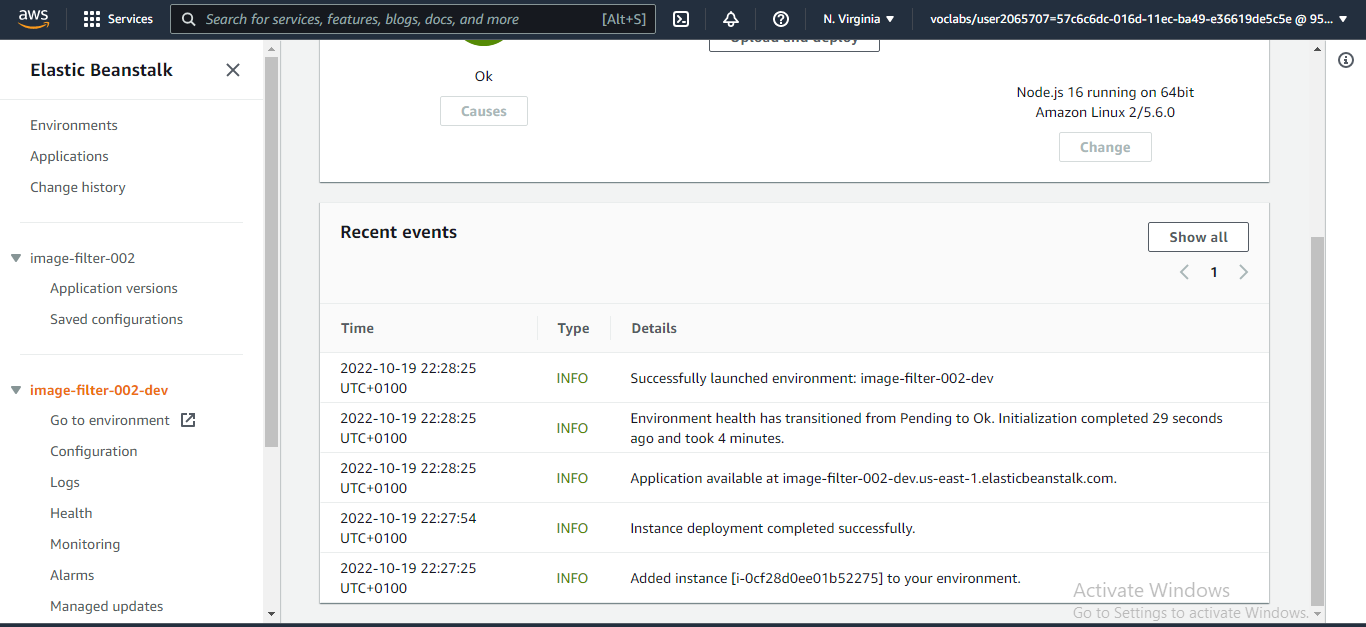 aws
Services
Search for services, features, blogs, docs, and more [Alt+S]
N. Virginia
voclabs/user2065707=57c6c6dc-016d-11ec-ba49-e36619de5c5e @ 95...
Elastic Beanstalk
Environments
Applications
Change history
image-filter-002
Application versions
Saved configurations
image-filter-002-dev
Go to environment
Configuration
Logs
Health
Monitoring
Alarms
Managed updates
Upload and deploy
Ok
Causes
Node.js 16 running on 64bit
Amazon Linux 2/5.6.0
Change
Recent events
Show all
1
Time Type Details
2022-10-19 22:28:25
UTC+0100
INFO
Successfully launched environment: image-filter-002-dev
2022-10-19 22:28:25
UTC+0100
INFO
Environment health has transitioned from Pending to Ok. Initialization completed 29 seconds
ago and took 4 minutes.
2022-10-19 22:28:25
UTC+0100
INFO
Application available at image-filter-002-dev.us-east-1.elasticbeanstalk.com.
2022-10-19 22:27:54
UTC+0100
INFO
Instance deployment completed successfully.
2022-10-19 22:27:25
UTC+0100
INFO
Added instance [i-0cf28d0ee01b52275] to your environment.
Activate Windows
Go to Settings to activate Windows.